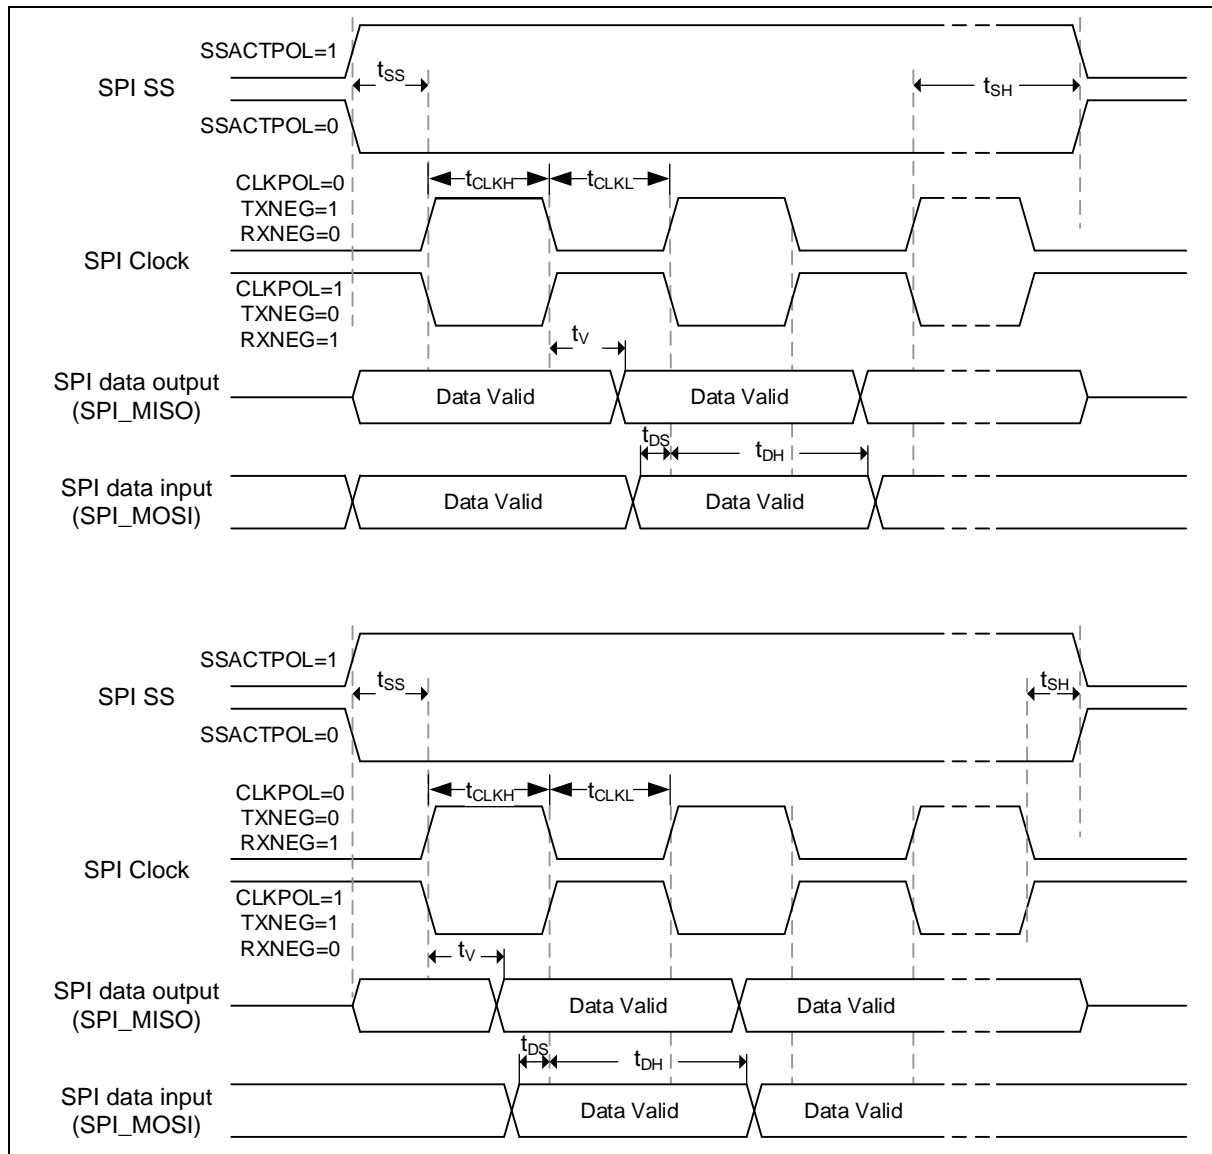 SSACTPOL=1
SPI SS
tSS
tSH
SSACTPOL=0
CLKPOL=0
TXNEG=1
RXNEG=0
tCLKH
tCLKL
SPI Clock
CLKPOL=1
TXNEG=0
RXNEG=1
tV
SPI data output
(SPI_MISO)
Data Valid
Data Valid
tDS
tDH
SPI data input
(SPI_MOSI)
Data Valid
Data Valid
SSACTPOL=1
SPI SS
tSS
tSH
SSACTPOL=0
CLKPOL=0
TXNEG=0
RXNEG=1
tCLKH
tCLKL
SPI Clock
CLKPOL=1
TXNEG=1
RXNEG=0
tV
SPI data output
(SPI_MISO)
Data Valid
Data Valid
tDS
tDH
SPI data input
(SPI_MOSI)
Data Valid
Data Valid